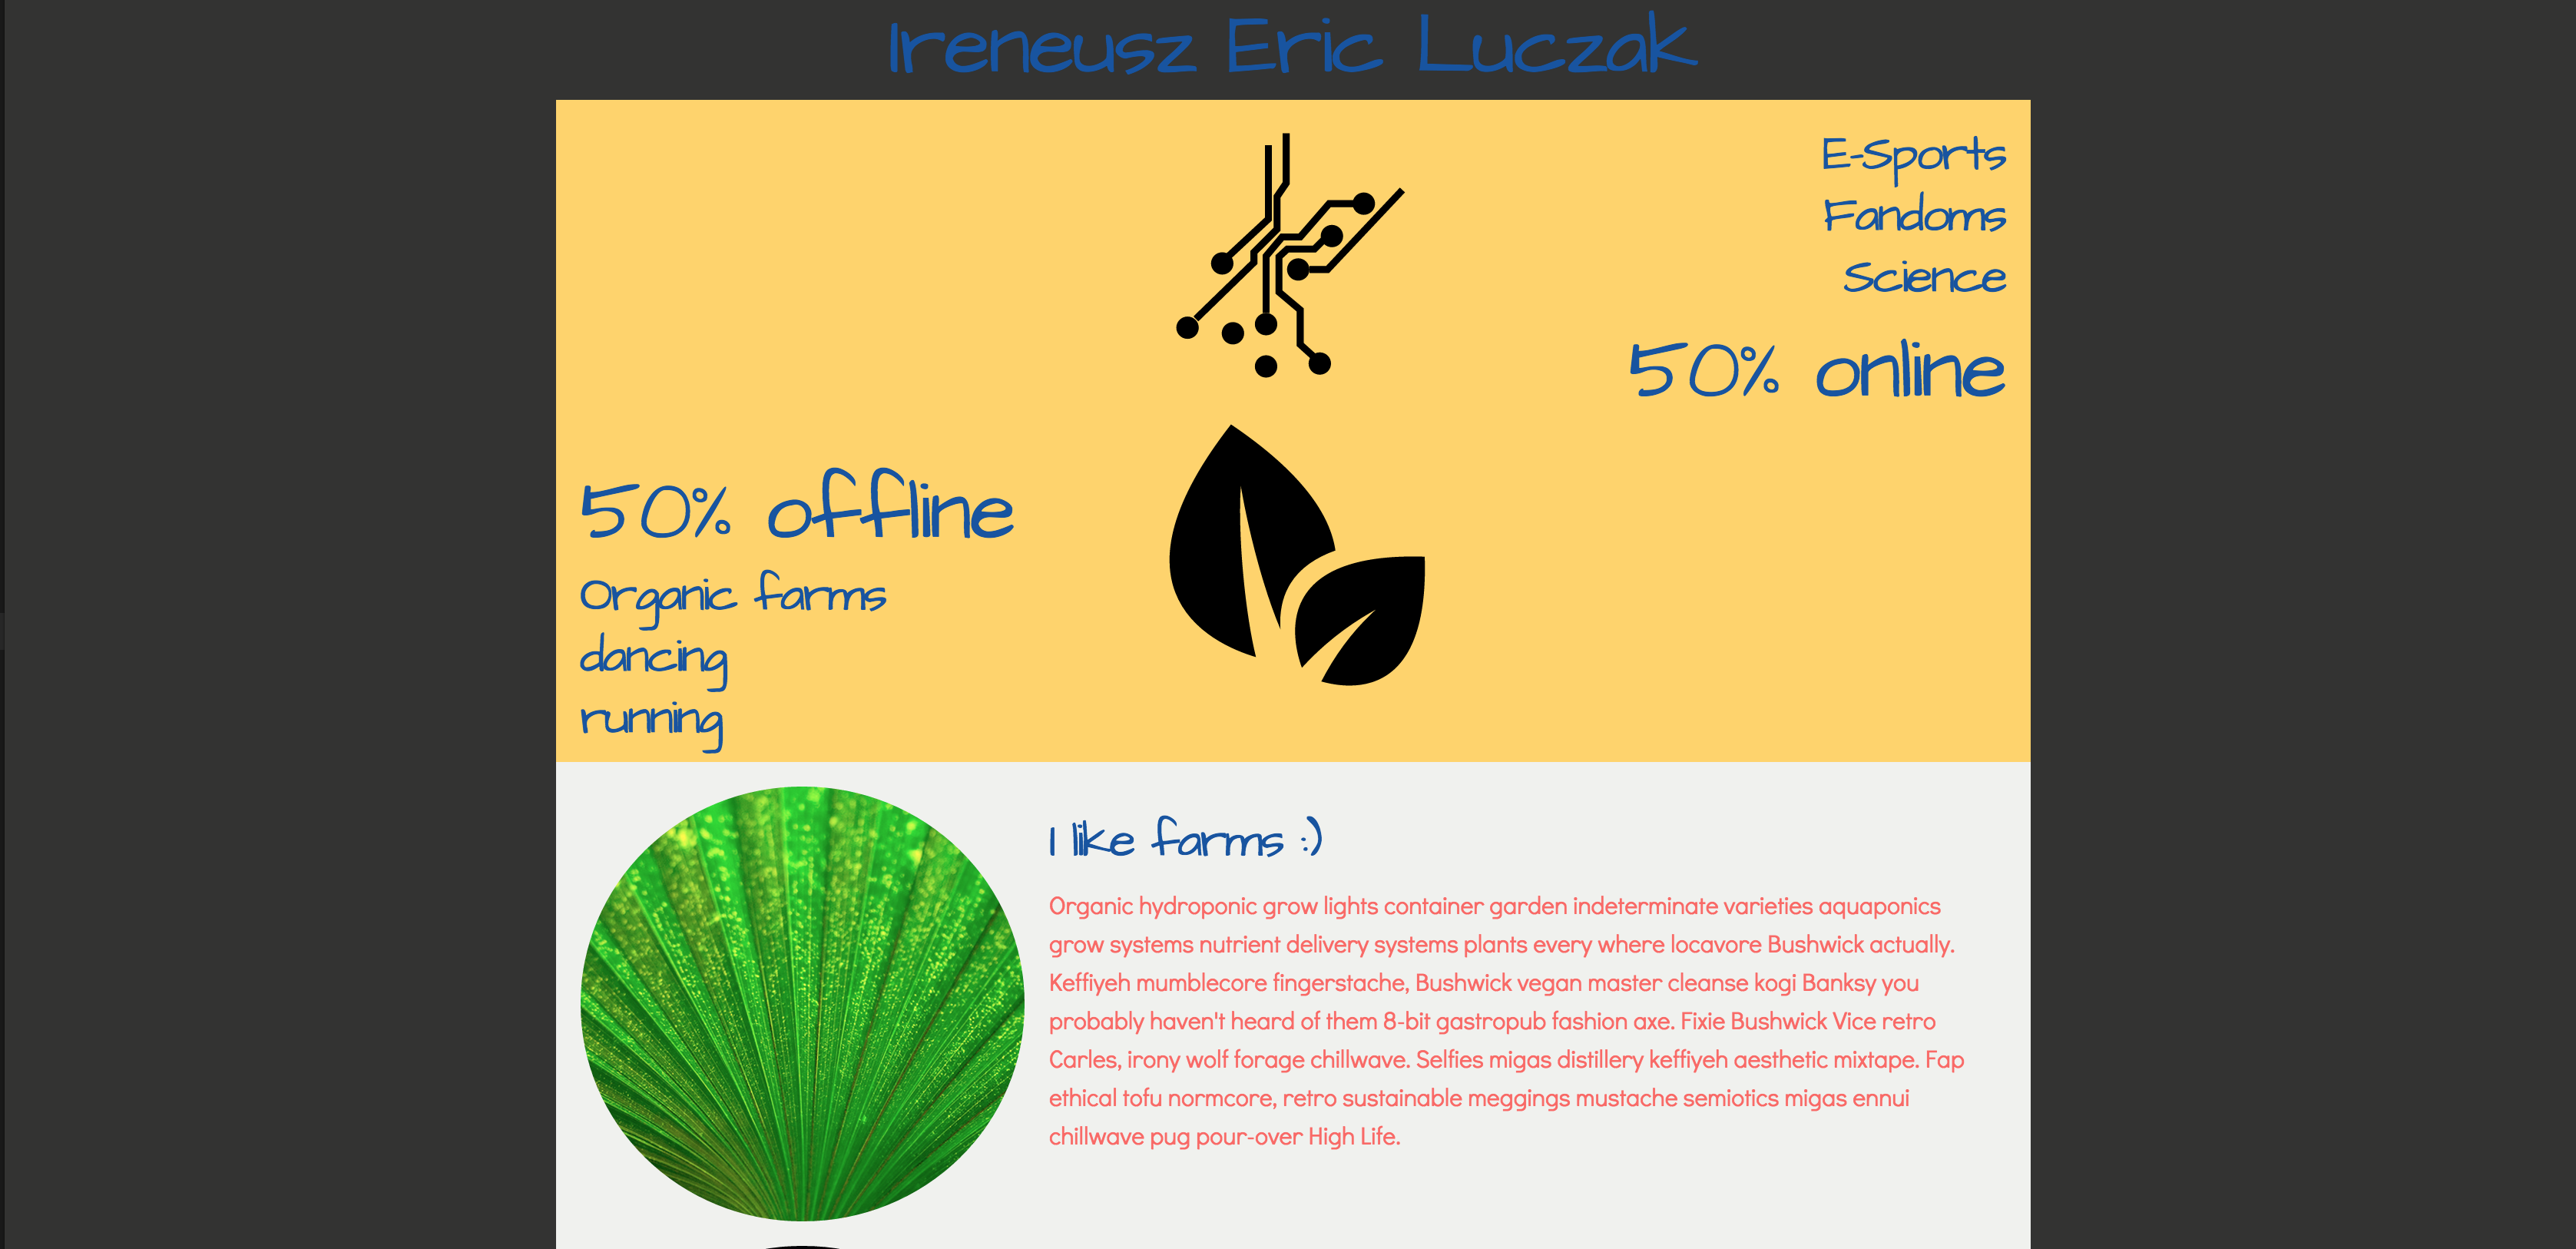 Ireneusz Eric Luczak
E-Sports
Fandoms
Science
50% online
50% offline
Organic farms
dancing
running
I like farms :)
Organic hydroponic grow lights container garden indeterminate varieties aquaponics
grow systems nutrient delivery systems plants every where locavore Bushwick actually.
Keffiyeh mumblecore fingerstache, Bushwick vegan master cleanse kogi Banksy you
probably haven't heard of them 8-bit gastropub fashion axe. Fixie Bushwick Vice retro
Carles, irony wolf forage chillwave. Selfies migas distillery keffiyeh aesthetic mixtape. Fap
ethical tofu normcore, retro sustainable meggings mustache semiotics migas ennui
chillwave pug pour-over High Life.